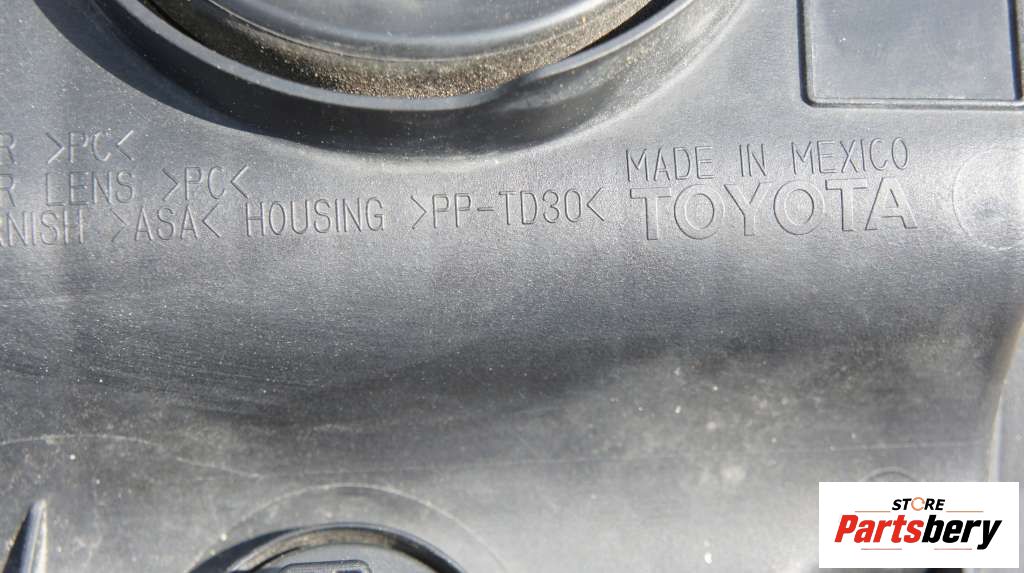 R >PC<
R LENS >PC<
NISH >ASA< HOUSING >PP-TD30<
MADE IN MEXICO
TOYOTA
STORE
Partsbery